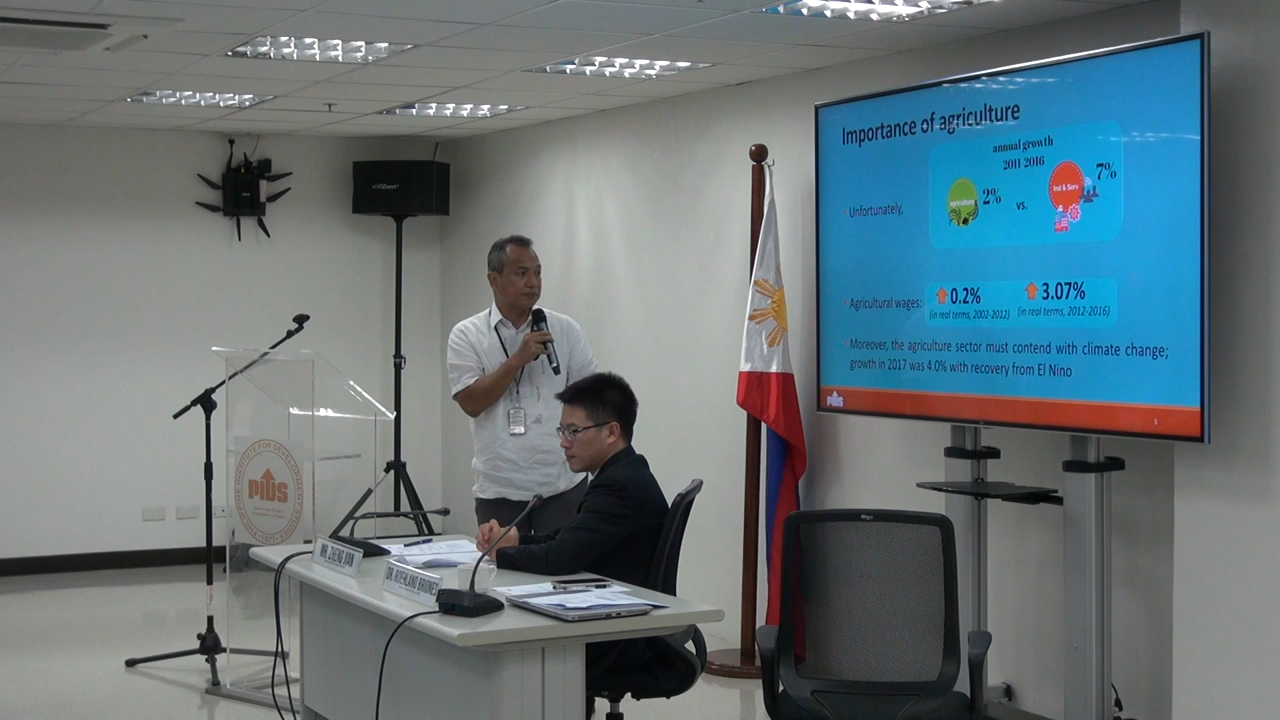 Importance of agriculture
annual growth
2011-2016
agriculture
2%
vs.
Ind & Serv
7%
Unfortunately,
Agricultural wages:
0.2%
(in real terms, 2002-2012)
3.07%
(in real terms, 2012-2016)
Moreover, the agriculture sector must contend with climate change;
growth in 2017 was 4.0% with recovery from El Nino
PIDS
5
PIDS
MR. ZHENG WAN
DR. ROEHLANO BRIONES